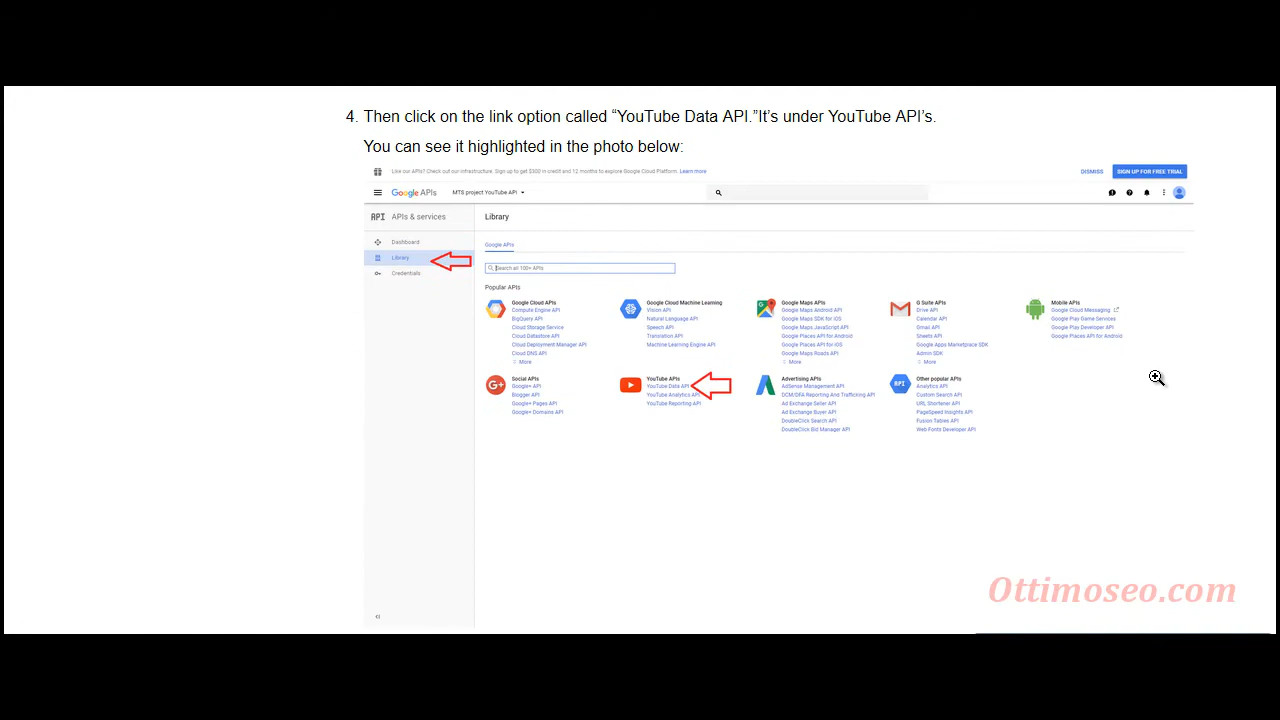 4. Then click on the link option called “YouTube Data API.”It’s under YouTube API’s.
You can see it highlighted in the photo below:
Like our APIs? Check out our infrastructure. Sign up to get $300 in credit and 12 months to explore Google Cloud Platform. Learn more
DISMISS
SIGN UP FOR FREE TRIAL
Google APIs
MTS project YouTube API
API APIs & services
Library
Dashboard
Library
Credentials
Google APIs
Search all 100+ APIs
Popular APIs
Google Cloud APIs
Compute Engine API
BigQuery API
Cloud Storage Service
Cloud Datastore API
Cloud Deployment Manager API
Cloud DNS API
More
Google Cloud Machine Learning
Vision API
Natural Language API
Speech API
Translation API
Machine Learning Engine API
Google Maps APIs
Google Maps Android API
Google Maps SDK for iOS
Google Maps JavaScript API
Google Places API for Android
Google Places API for iOS
Google Maps Roads API
More
G Suite APIs
Drive API
Calendar API
Gmail API
Sheets API
Google Apps Marketplace SDK
Admin SDK
More
Mobile APIs
Google Cloud Messaging
Google Play Game Services
Google Play Developer API
Google Places API for Android
Social APIs
Google+ API
Blogger API
Google+ Pages API
Google+ Domains API
YouTube APIs
YouTube Data API
YouTube Analytics API
YouTube Reporting API
Advertising APIs
AdSense Management API
DCM/DFA Reporting And Trafficking API
Ad Exchange Seller API
Ad Exchange Buyer API
DoubleClick Search API
DoubleClick Bid Manager API
API
Other popular APIs
Analytics API
Custom Search API
URL Shortener API
PageSpeed Insights API
Fusion Tables API
Web Fonts Developer API
Ottimoseo.com